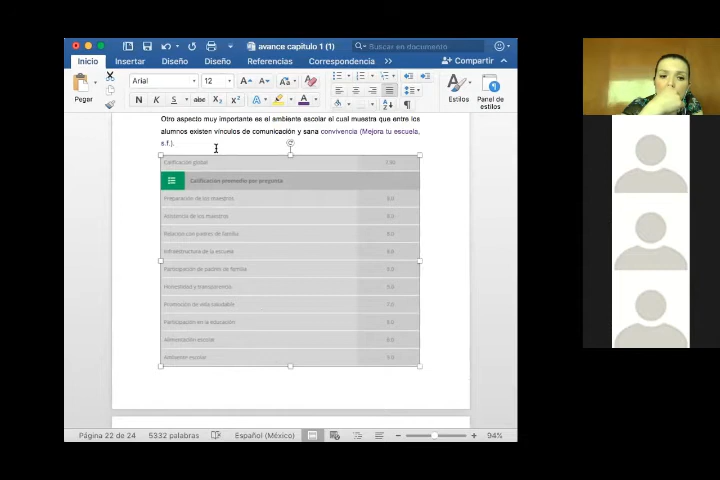 avance capítulo 1 (1)
Buscar en documento
Inicio
Insertar
Diseño
Diseño
Referencias
Correspondencia
Compartir
Pegar
Arial
12
N K S abc X₂ X²
Estilos
Panel de estilos
Otro aspecto muy importante es el ambiente escolar el cual muestra que entre los
alumnos existen vínculos de comunicación y sana convivencia (Mejora tu escuela,
s.f.).
Calificación global
Calificación promedio por pregunta
Preparación de los maestros
Asistencia de los maestros
Relación con padres de familia
Infraestructura de la escuela
Participación de padres de familia
Honestidad y transparencia
Promoción de vida saludable
Participación en la educación
Alimentación escolar
Ambiente escolar
Página 22 de 24
5332 palabras
Español (México)
94%